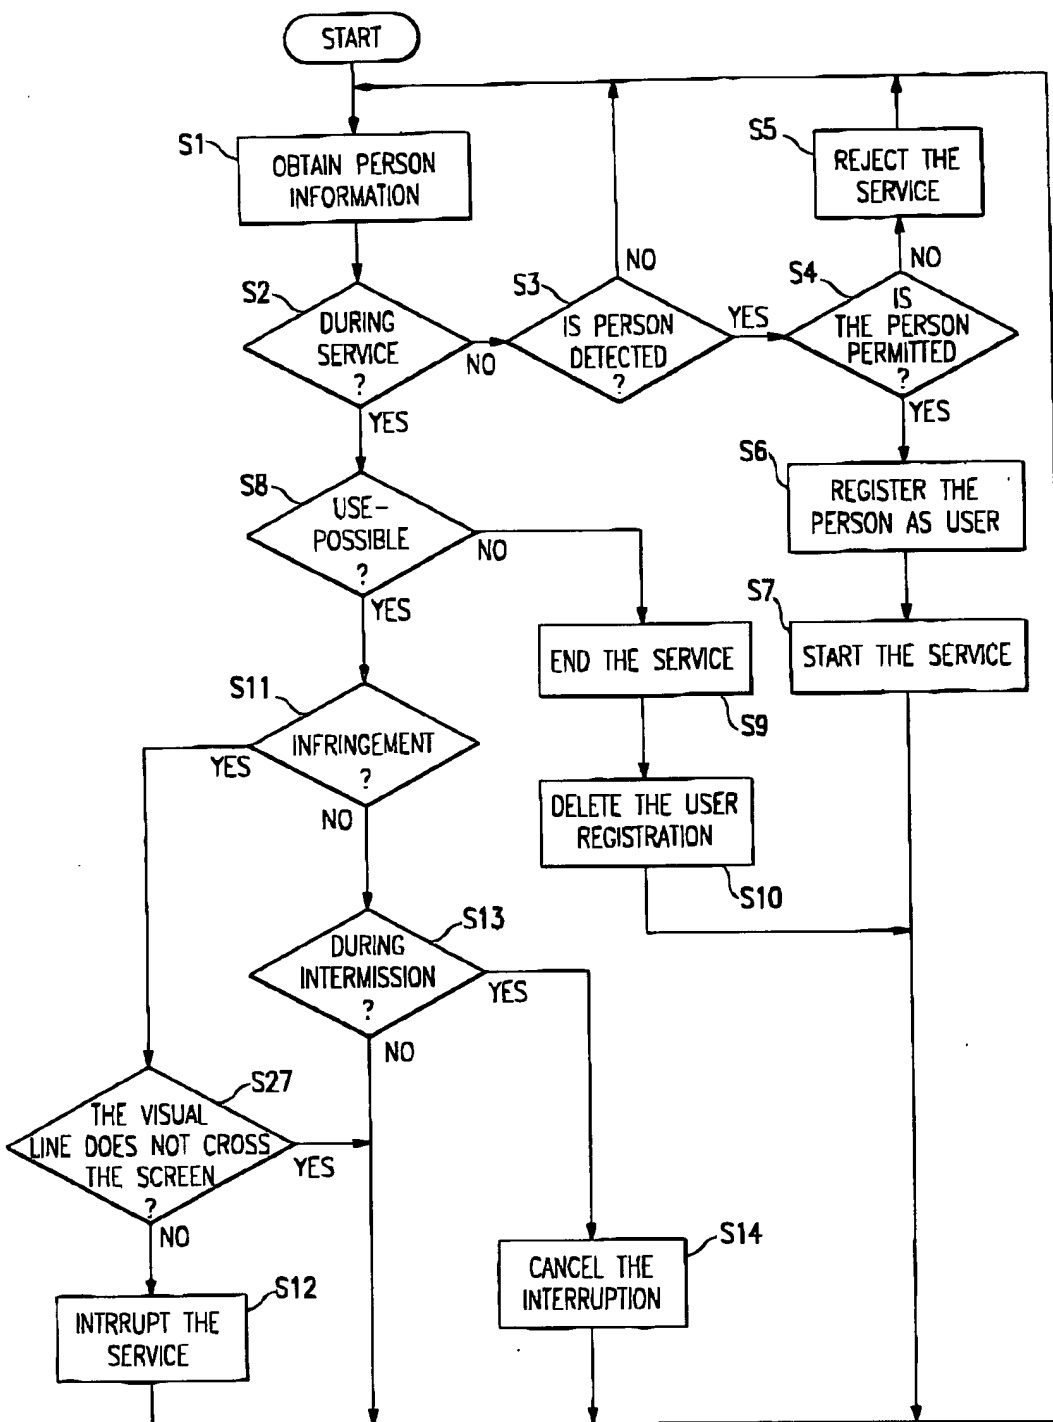 START
S1
OBTAIN PERSON
INFORMATION
S5
REJECT THE
SERVICE
NO
NO
S2
DURING
SERVICE
?
NO
YES
S3
IS PERSON
DETECTED
?
YES
S4
IS
THE PERSON
PERMITTED
?
YES
S6
REGISTER THE
PERSON AS USER
S7
START THE SERVICE
S8
USE-
POSSIBLE
?
NO
YES
END THE SERVICE
S9
DELETE THE USER
REGISTRATION
S10
S11
INFRINGEMENT
?
YES
NO
S13
DURING
INTERMISSION
?
YES
NO
S27
THE VISUAL
LINE DOES NOT CROSS
THE SCREEN
?
YES
NO
S12
INTRRUPT THE
SERVICE
S14
CANCEL THE
INTERRUPTION